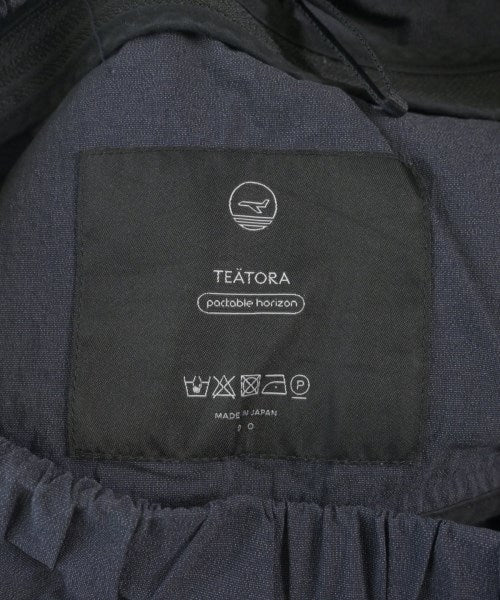 TEÄTORA
packable horizon
MADE IN JAPAN